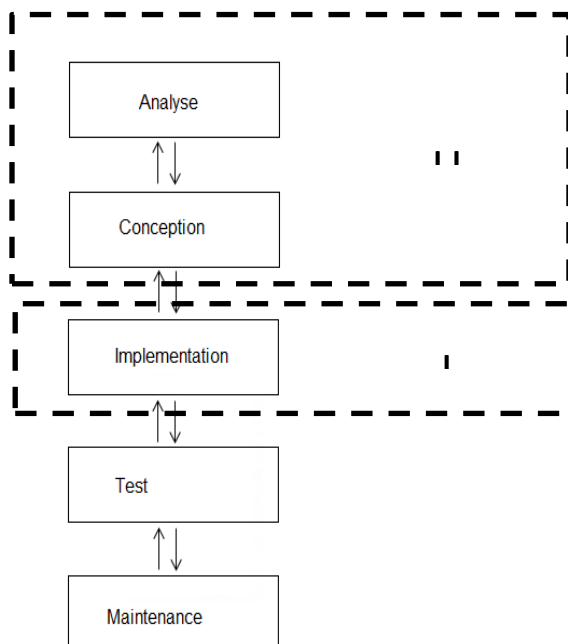 Analyse
I I
Conception
Implementation
I
Test
Maintenance